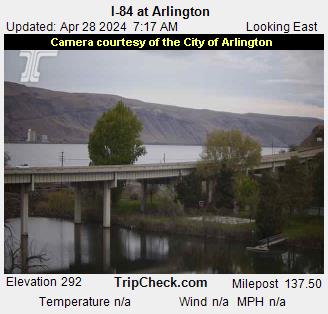 I-84 at Arlington
Updated: Apr 28 2024 7:17 AM Looking East
Camera courtesy of the City of Arlington
Elevation 292 TripCheck.com Milepost 137.50
Temperature n/a Wind n/a MPH n/a